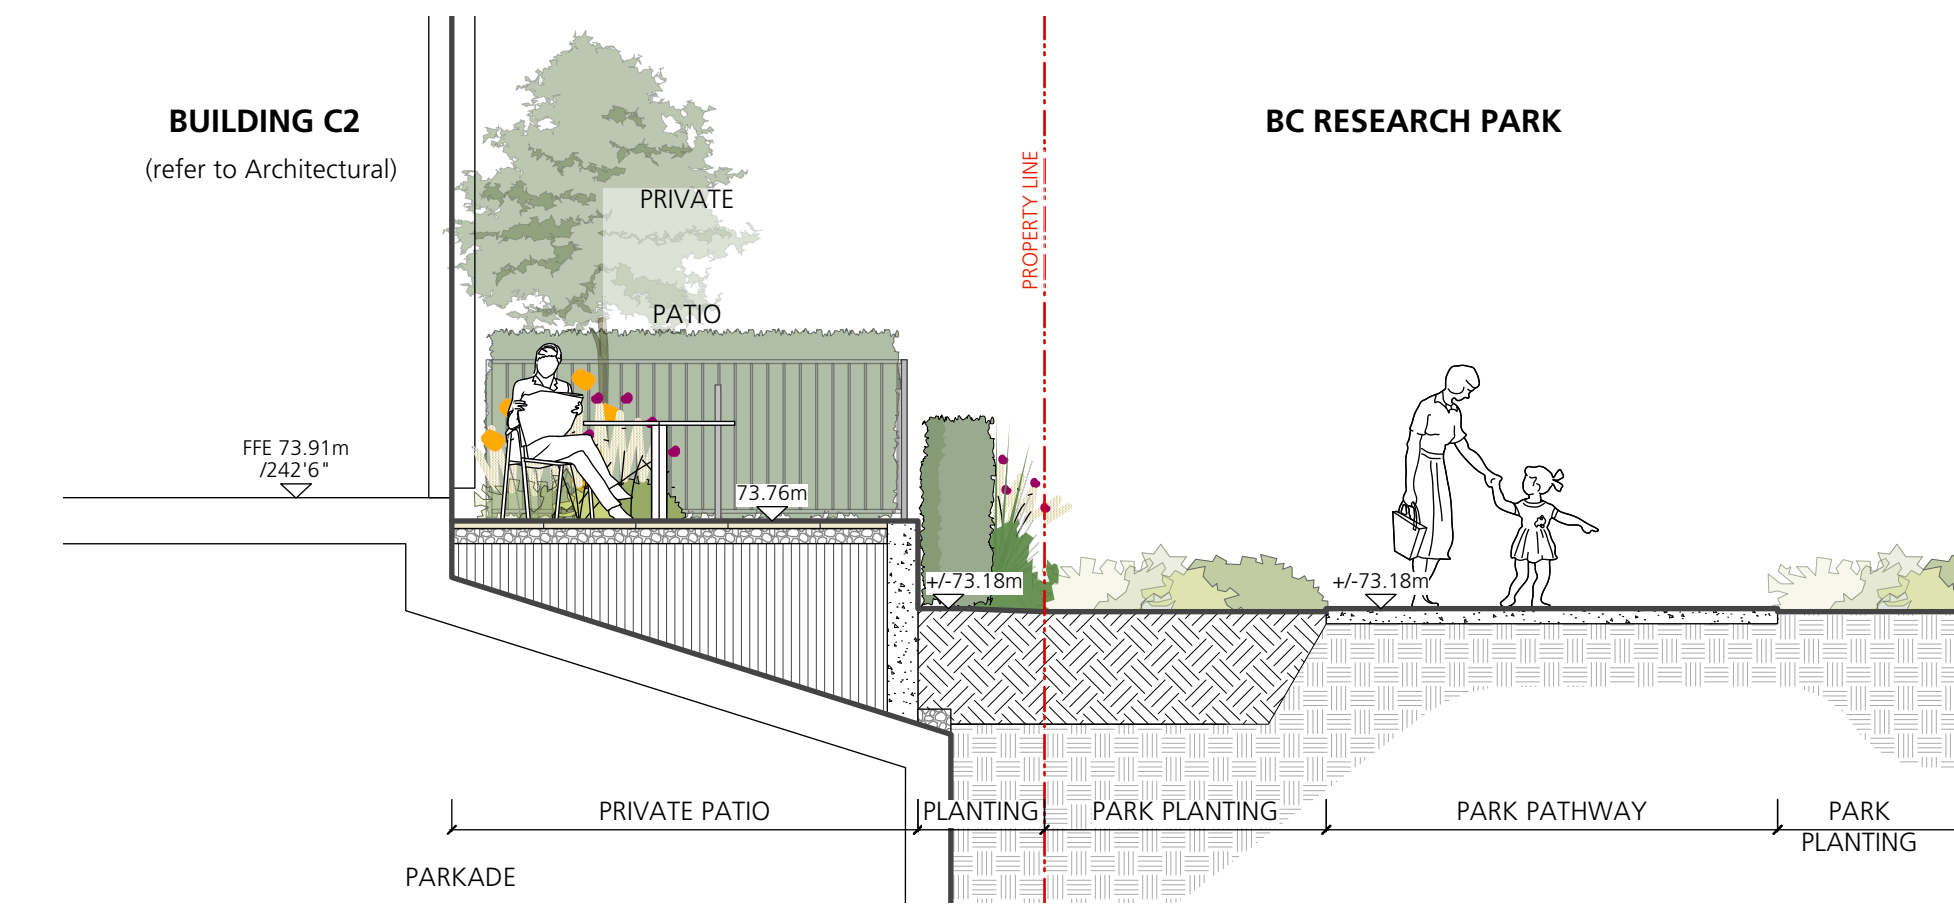 BUILDING C2
(refer to Architectural)
BC RESEARCH PARK
PROPERTY LINE
PRIVATE
PATIO
FFE 73.91m
/242'6"
73.76m
+/-73.18m
+/-73.18m
PRIVATE PATIO
PLANTING
PARK PLANTING
PARK PATHWAY
PARK
PLANTING
PARKADE